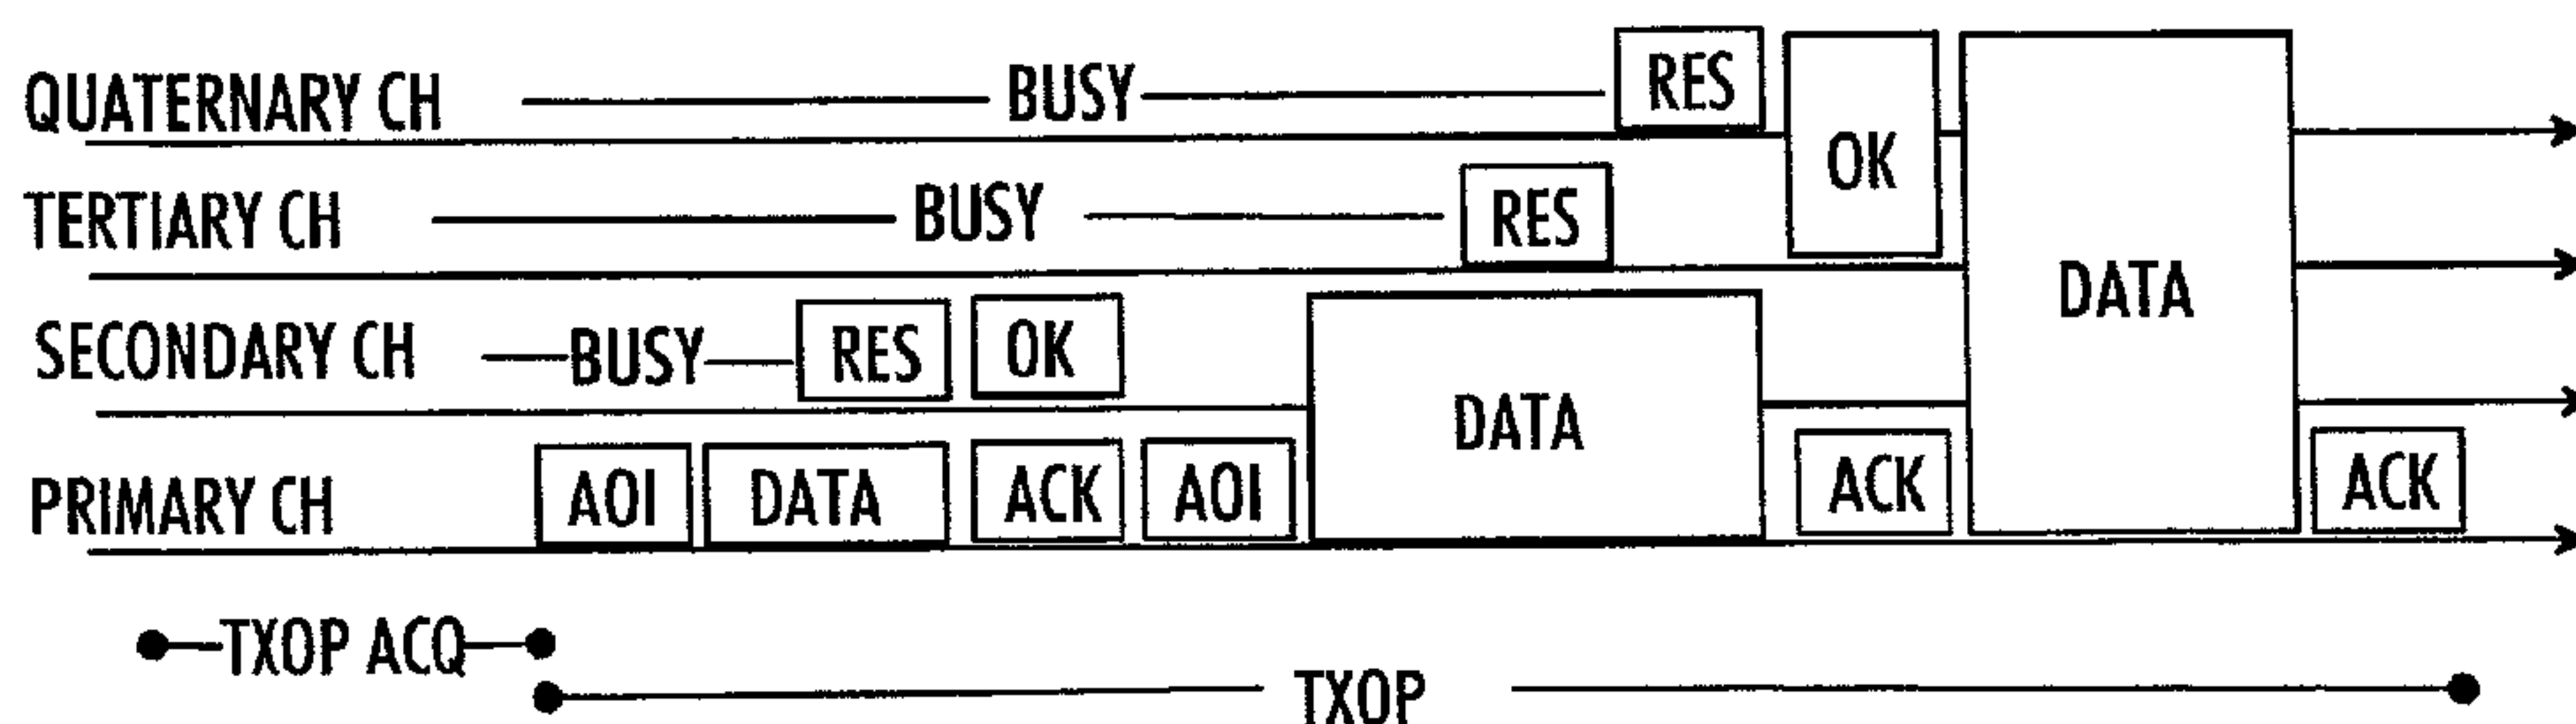 QUATERNARY CH BUSY RES OK DATA
TERTIARY CH BUSY RES
SECONDARY CH BUSY RES OK DATA
PRIMARY CH AOI DATA ACK AOI ACK ACK
TXOP ACQ
TXOP